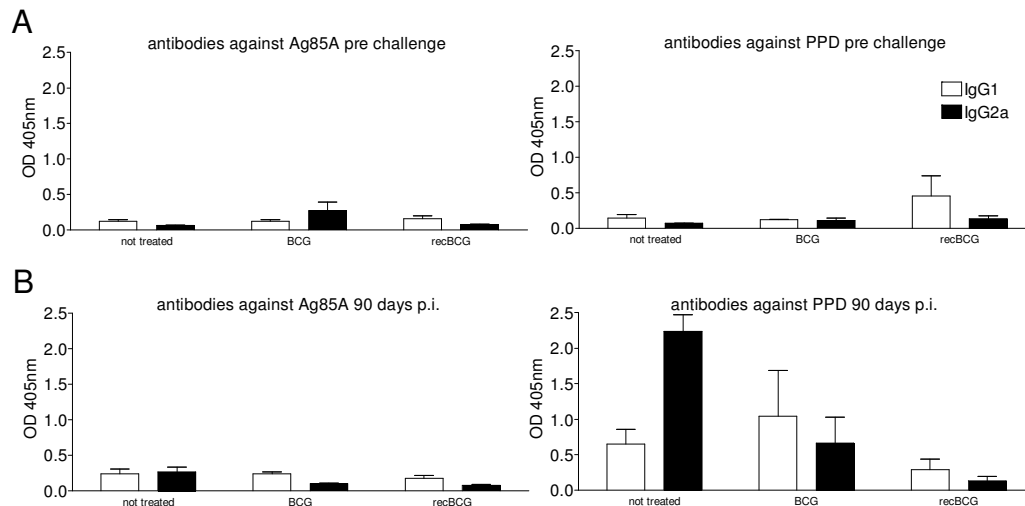 A
antibodies against Ag85A pre challenge
2.5
2.0
1.5
1.0
0.5
0.0
OD 405nm
not treated
BCG
recBCG
antibodies against PPD pre challenge
2.5
2.0
1.5
1.0
0.5
0.0
OD 405nm
IgG1
IgG2a
not treated
BCG
recBCG
B
antibodies against Ag85A 90 days p.i.
2.5
2.0
1.5
1.0
0.5
0.0
OD 405nm
not treated
BCG
recBCG
antibodies against PPD 90 days p.i.
2.5
2.0
1.5
1.0
0.5
0.0
OD 405nm
not treated
BCG
recBCG